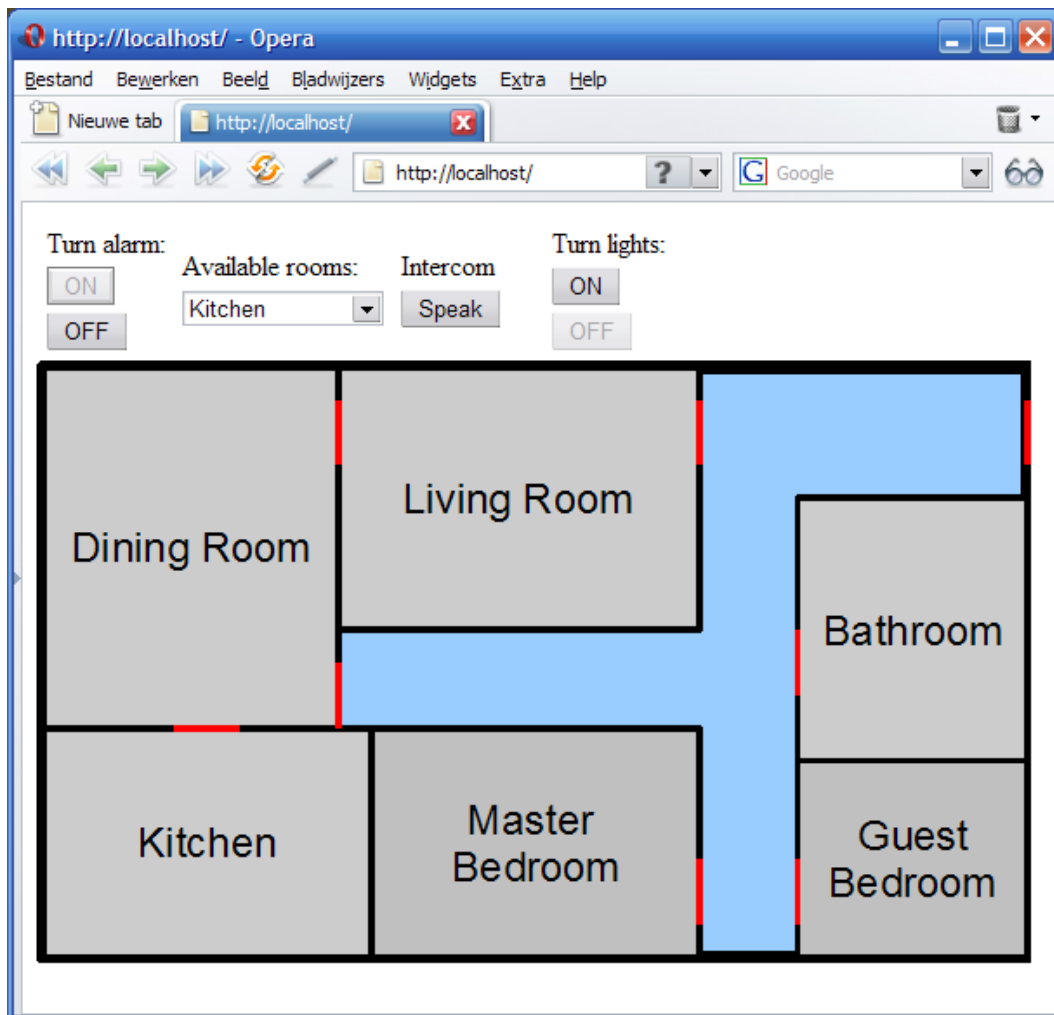 http://localhost/ - Opera
Bestand Bewerken Beeld Bladwijzers Widgets Extra Help
Nieuwe tab http://localhost/
http://localhost/ ? G Google
Turn alarm:
ON
OFF
Available rooms:
Kitchen
Intercom
Speak
Turn lights:
ON
OFF
Living Room
Dining Room
Bathroom
Kitchen
Master
Bedroom
Guest
Bedroom